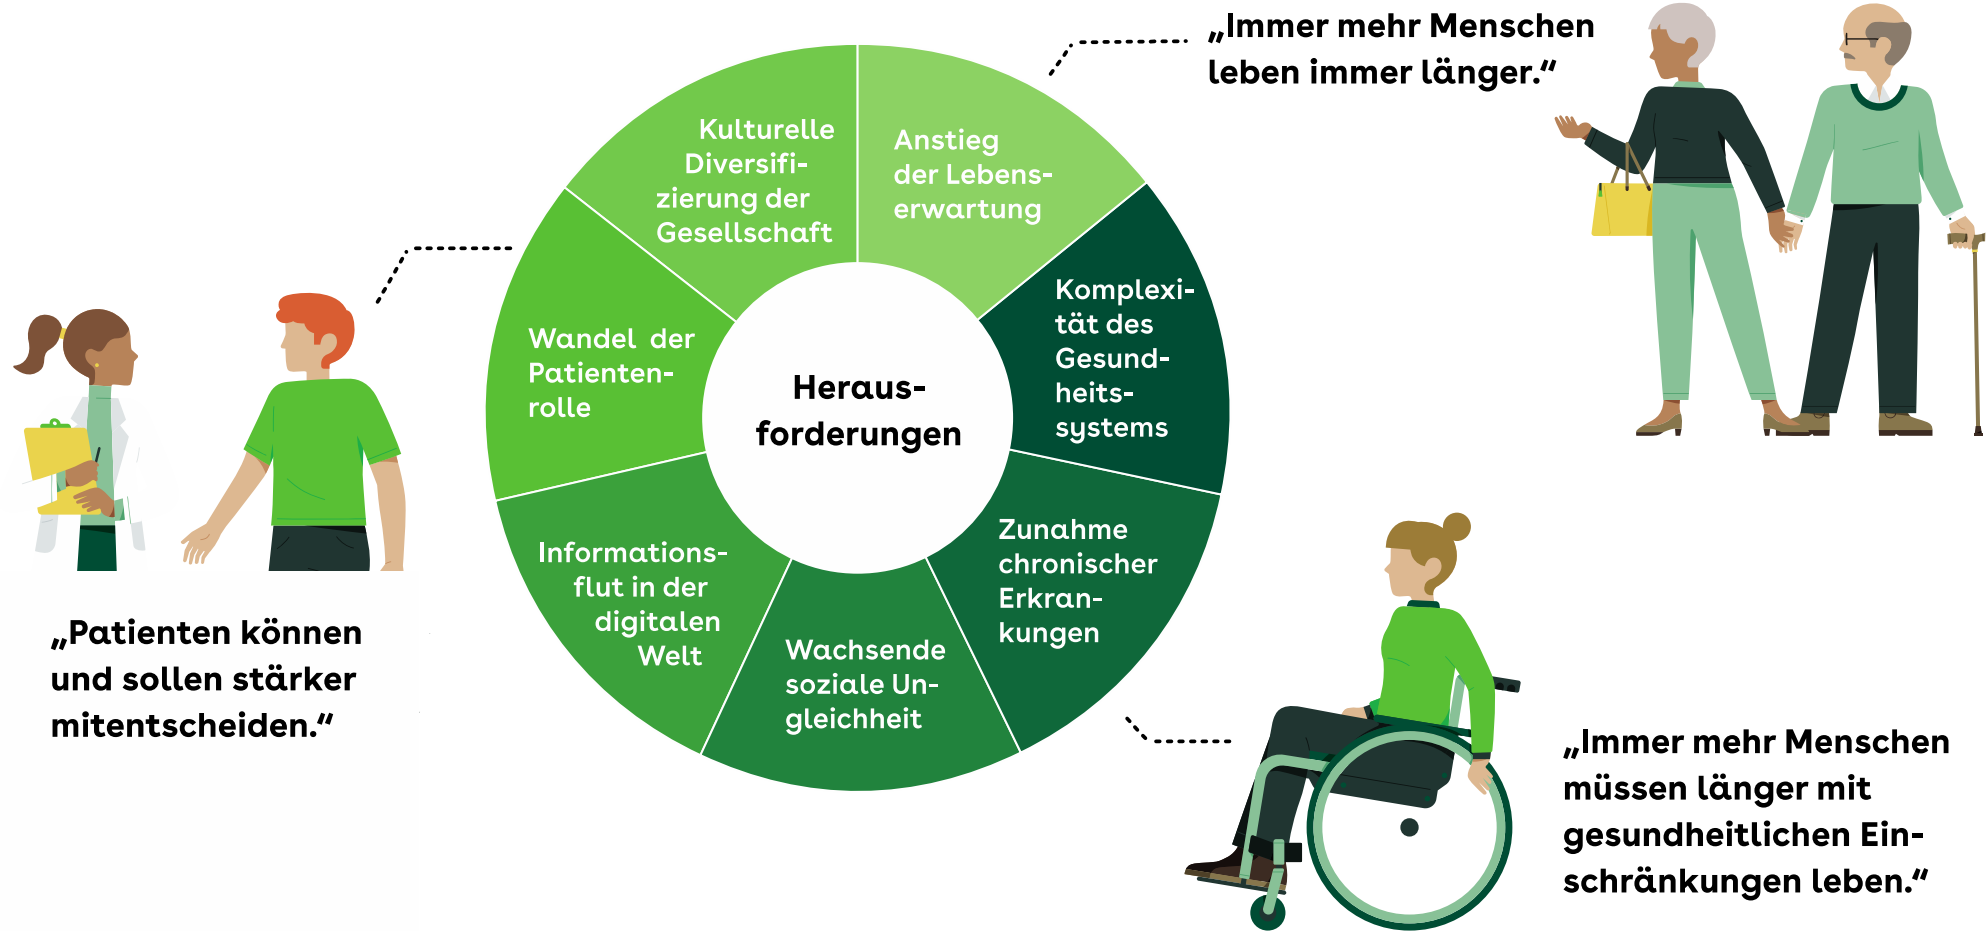 „Immer mehr Menschen
leben immer länger.“
Kulturelle
Diversifi-
zierung der
Gesellschaft
Anstieg
der Lebens-
erwartung
Komplexi-
tät des
Gesund-
heits-
systems
Wandel der
Patienten-
rolle
Heraus-
forderungen
Zunahme
chronischer
Erkran-
kungen
Informations-
flut in der
digitalen
Welt
Wachsende
soziale Un-
gleichheit
„Patienten können
und sollen stärker
mitentscheiden.“
„Immer mehr Menschen
müssen länger mit
gesundheitlichen Ein-
schränkungen leben.“